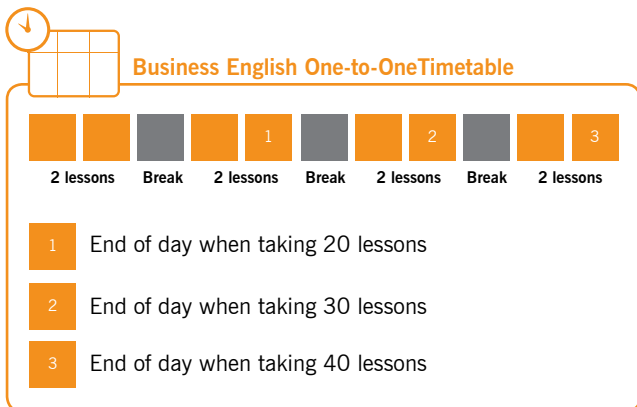 Business English One-to-OneTimetable
1 2 3
2 lessons Break 2 lessons Break 2 lessons Break 2 lessons
1 End of day when taking 20 lessons
2 End of day when taking 30 lessons
3 End of day when taking 40 lessons